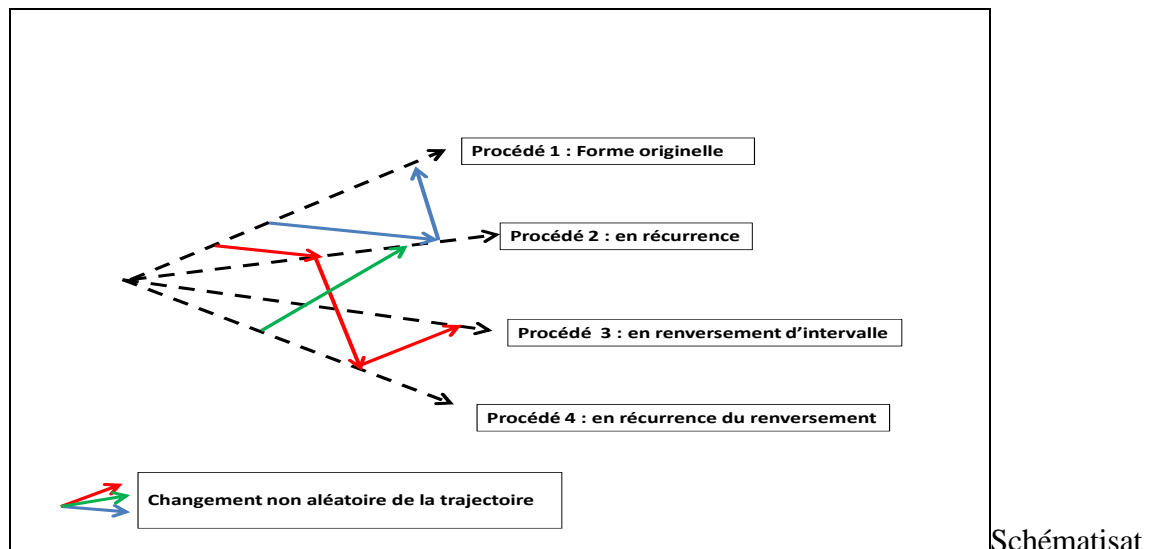 Procédé 1 : Forme originelle
Procédé 2 : en récurrence
Procédé 3 : en renversement d’intervalle
Procédé 4 : en récurrence du renversement
Changement non aléatoire de la trajectoire
Schématisat